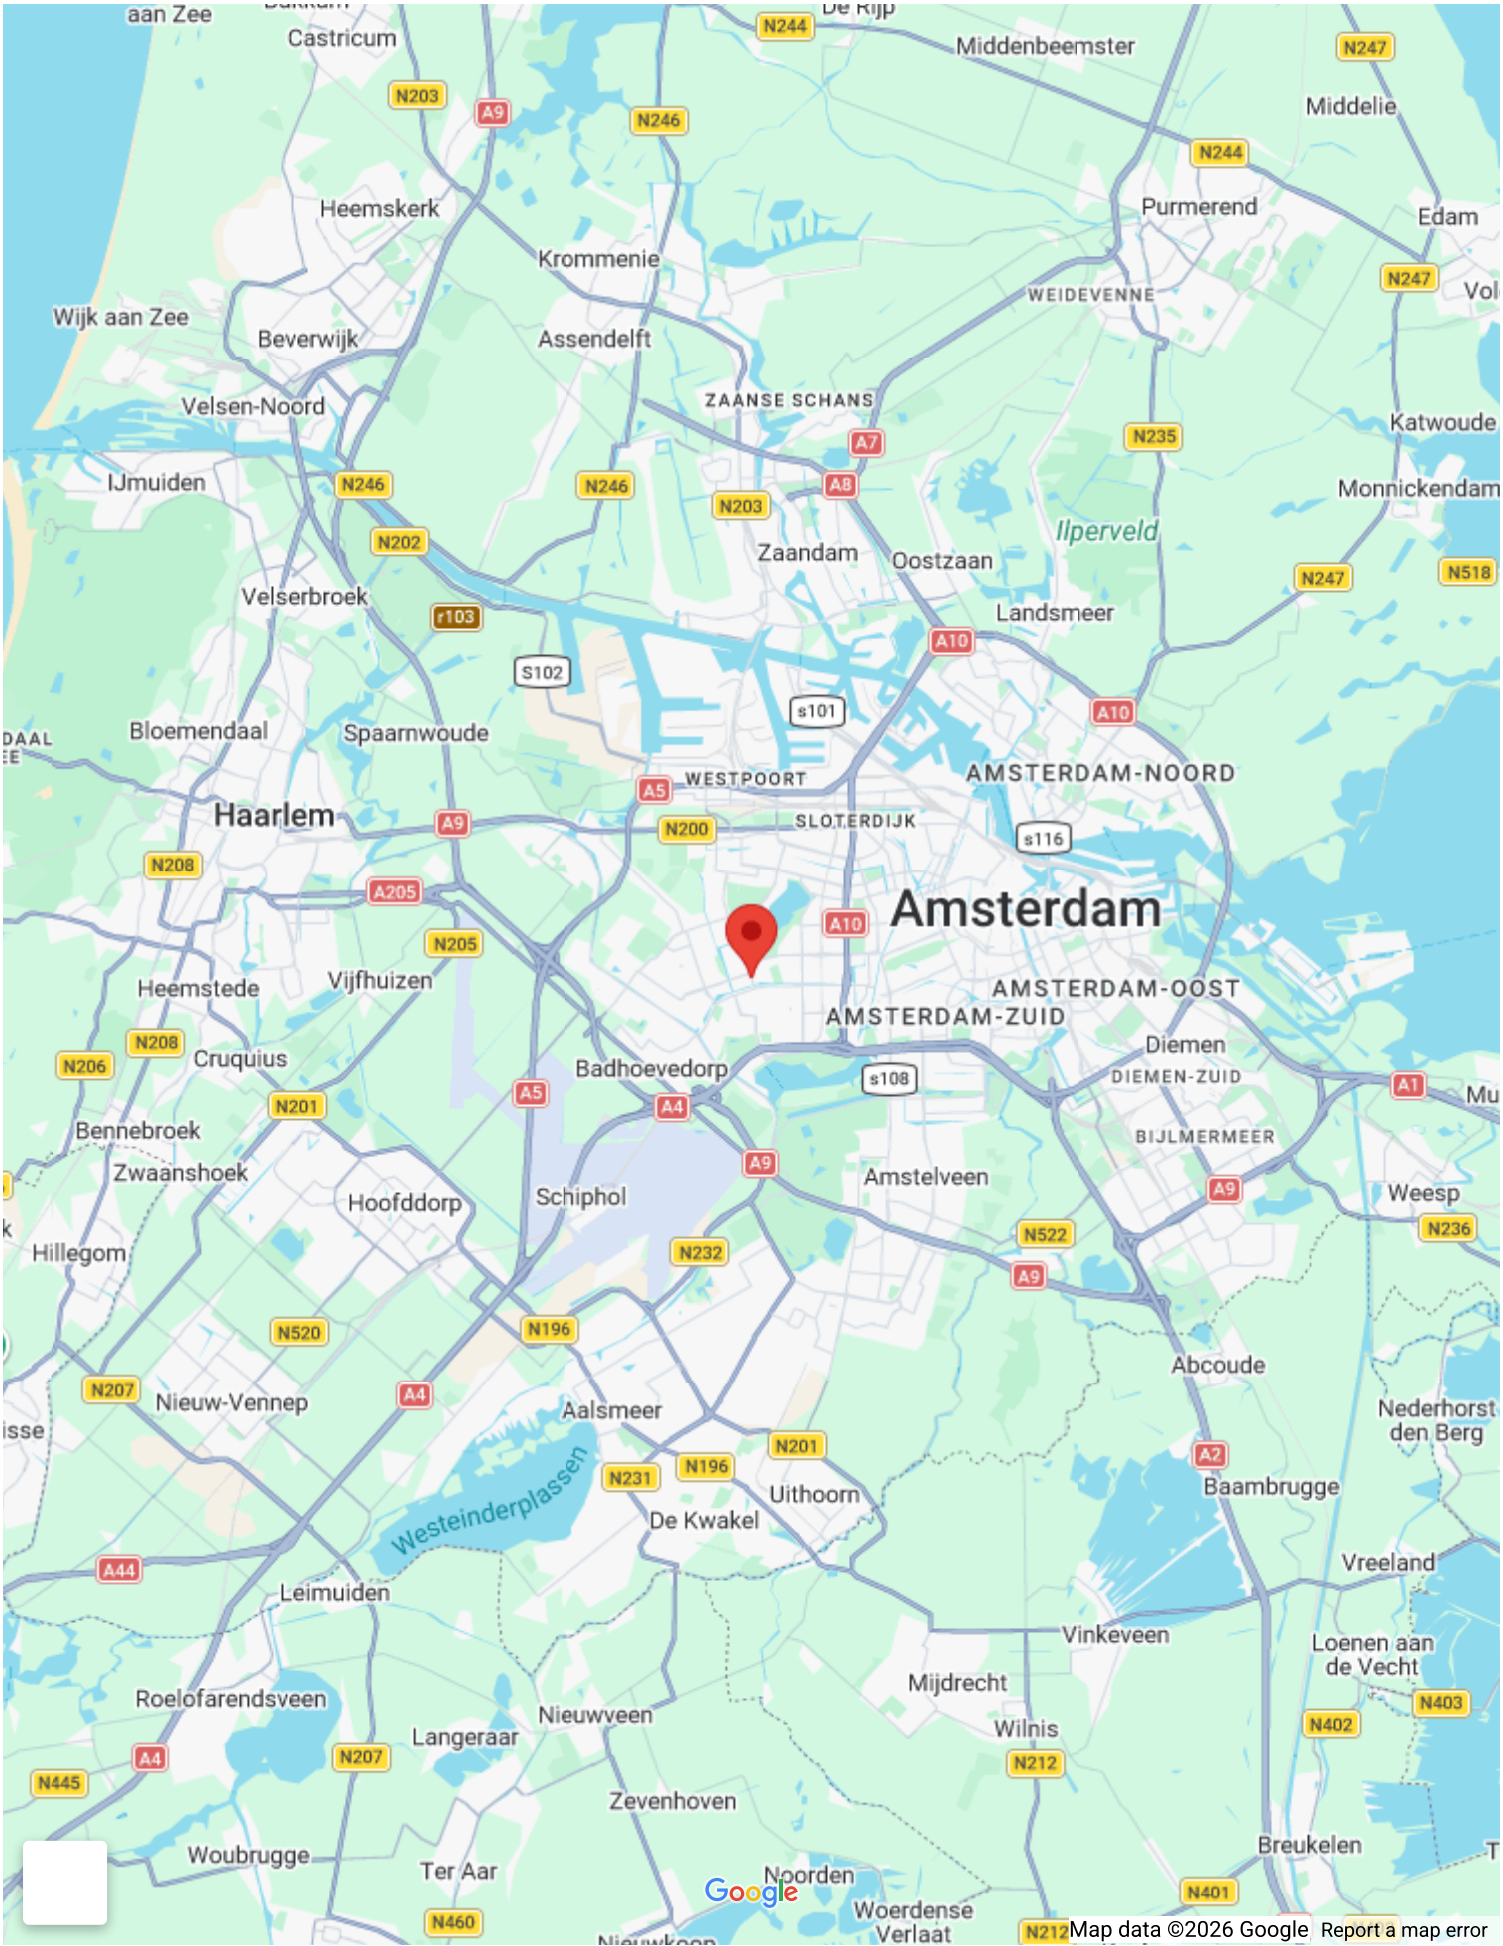 aan Zee
Bakkum
De Rijp
Castricum
N244
Middenbeemster
N247
N203
A9
N246
Middelie
N244
Heemskerk
Purmerend
Edam
Krommenie
N247
WEIDEVENNE
Vol
Wijk aan Zee
Beverwijk
Assendelft
ZAANSE SCHANS
Velsen-Noord
Katwoude
A7
N235
IJmuiden
N246
N246
A8
Monnickendam
N203
Ilperveld
N202
Zaandam
Oostzaan
N518
N247
Velserbroek
r103
Landsmeer
A10
S102
s101
A10
Bloemendaal
Spaarnwoude
DAAL
EE
WESTPOORT
AMSTERDAM-NOORD
A5
Haarlem
A9
N200
SLOTERDIJK
s116
N208
A205
Amsterdam
A10
N205
Heemstede
Vijfhuizen
AMSTERDAM-OOST
AMSTERDAM-ZUID
N208
Cruquius
Diemen
N206
Badhoevedorp
s108
DIEMEN-ZUID
A1
Mu
N201
A5
A4
Bennebroek
BIJLMERMEER
Zwaanshoek
A9
Amstelveen
Hoofddorp
Schiphol
A9
Weesp
k
Hillegom
N232
N522
N236
A9
N520
N196
Abcoude
N207
Nieuw-Vennep
A4
Aalsmeer
Nederhorst
den Berg
isse
N201
A2
N231
N196
Baambrugge
Westeinderplassen
Uithoorn
De Kwakel
A44
Vreeland
Leimuiden
Vinkeveen
Loenen aan
de Vecht
Mijdrecht
Roelofarendsveen
N403
Nieuwveen
Wilnis
N402
Langeraar
A4
N207
N212
N445
Zevenhoven
Breukelen
T
Woubrugge
Ter Aar
Noorden
Google
N401
Woerdense
Verlaat
N460
N212
Nieuwkoop
Map data ©2026 Google
Report a map error